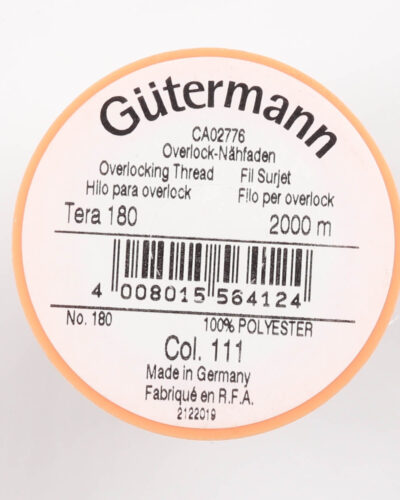 Gütermann
CA02776
Overlock-Nähfaden
Overlocking Thread Fil Surjet
Hilo para overlock Filo per overlock
Tera 180 2000 m
4 008015 564124
No. 180 100% POLYESTER
Col. 111
Made in Germany
Fabriqué en R.F.A.
2122019